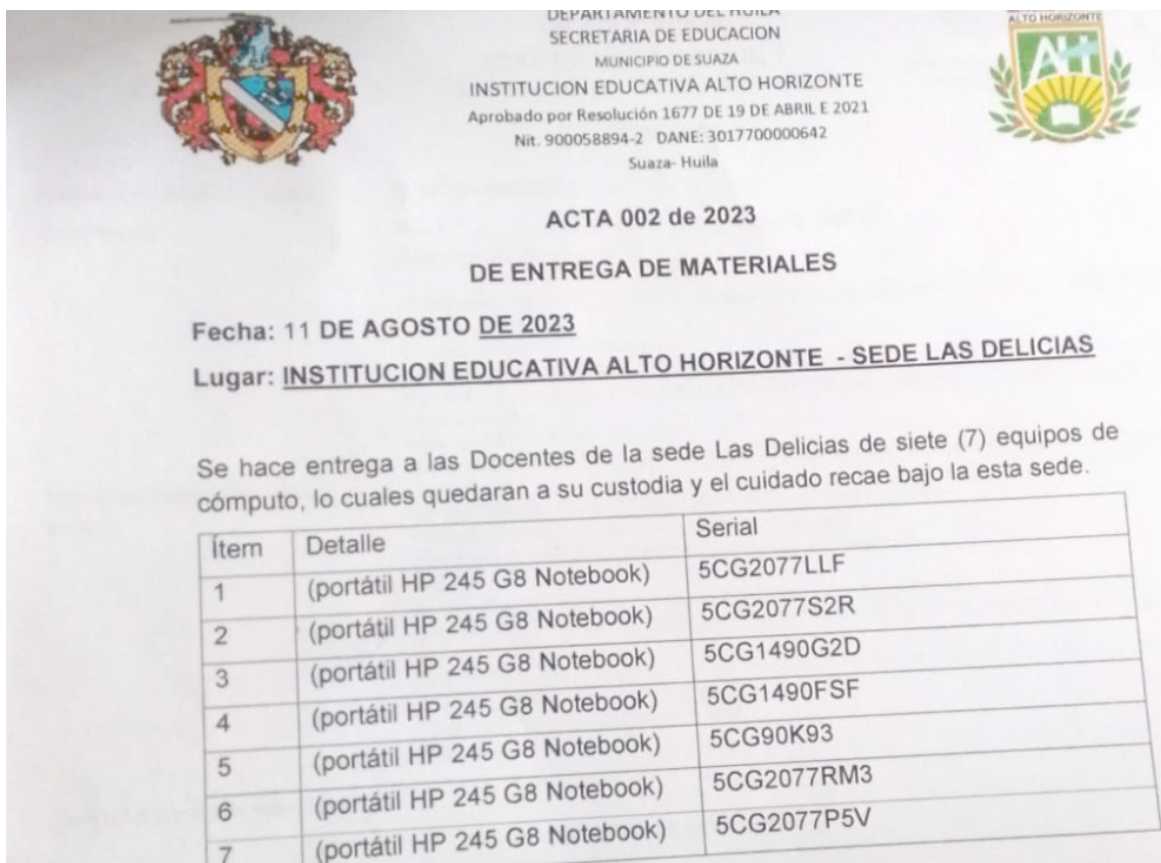 DEPARTAMENTO DEL HUILA
SECRETARIA DE EDUCACION
MUNICIPIO DE SUAZA
INSTITUCION EDUCATIVA ALTO HORIZONTE
Aprobado por Resolución 1677 DE 19 DE ABRIL E 2021
Nit. 900058894-2 DANE: 3017700000642
Suaza- Huila
ALTO HORIZONTE
AH
ACTA 002 de 2023
DE ENTREGA DE MATERIALES
Fecha: 11 DE AGOSTO DE 2023
Lugar: INSTITUCION EDUCATIVA ALTO HORIZONTE - SEDE LAS DELICIAS
Se hace entrega a las Docentes de la sede Las Delicias de siete (7) equipos de
cómputo, lo cuales quedaran a su custodia y el cuidado recae bajo la esta sede.
Ítem Detalle Serial
1 (portátil HP 245 G8 Notebook) 5CG2077LLF
2 (portátil HP 245 G8 Notebook) 5CG2077S2R
3 (portátil HP 245 G8 Notebook) 5CG1490G2D
4 (portátil HP 245 G8 Notebook) 5CG1490FSF
5 (portátil HP 245 G8 Notebook) 5CG90K93
6 (portátil HP 245 G8 Notebook) 5CG2077RM3
7 (portátil HP 245 G8 Notebook) 5CG2077P5V